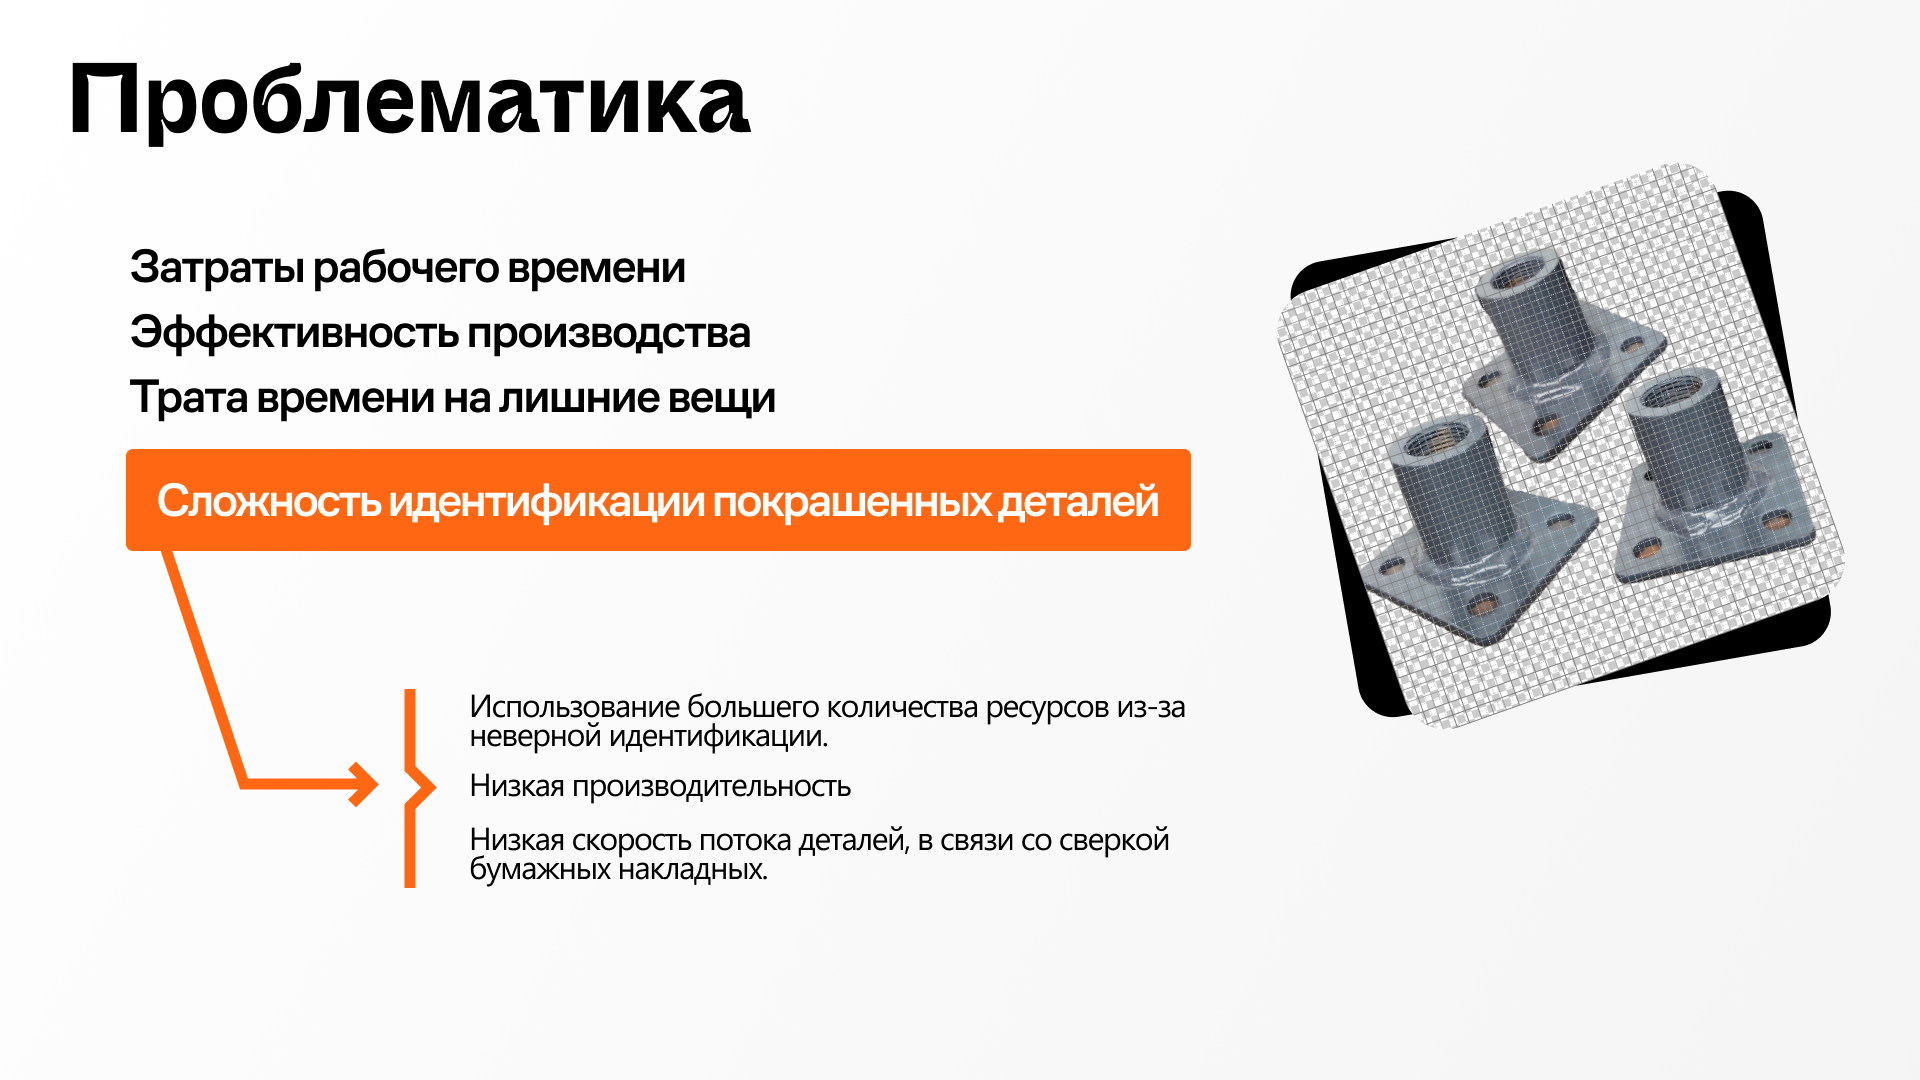 Проблематика
Затраты рабочего времени
Эффективность производства
Трата времени на лишние вещи
Сложность идентификации покрашенных деталей
Использование большего количества ресурсов из-за
неверной идентификации.
Низкая производительность
Низкая скорость потока деталей, в связи со сверкой
бумажных накладных.